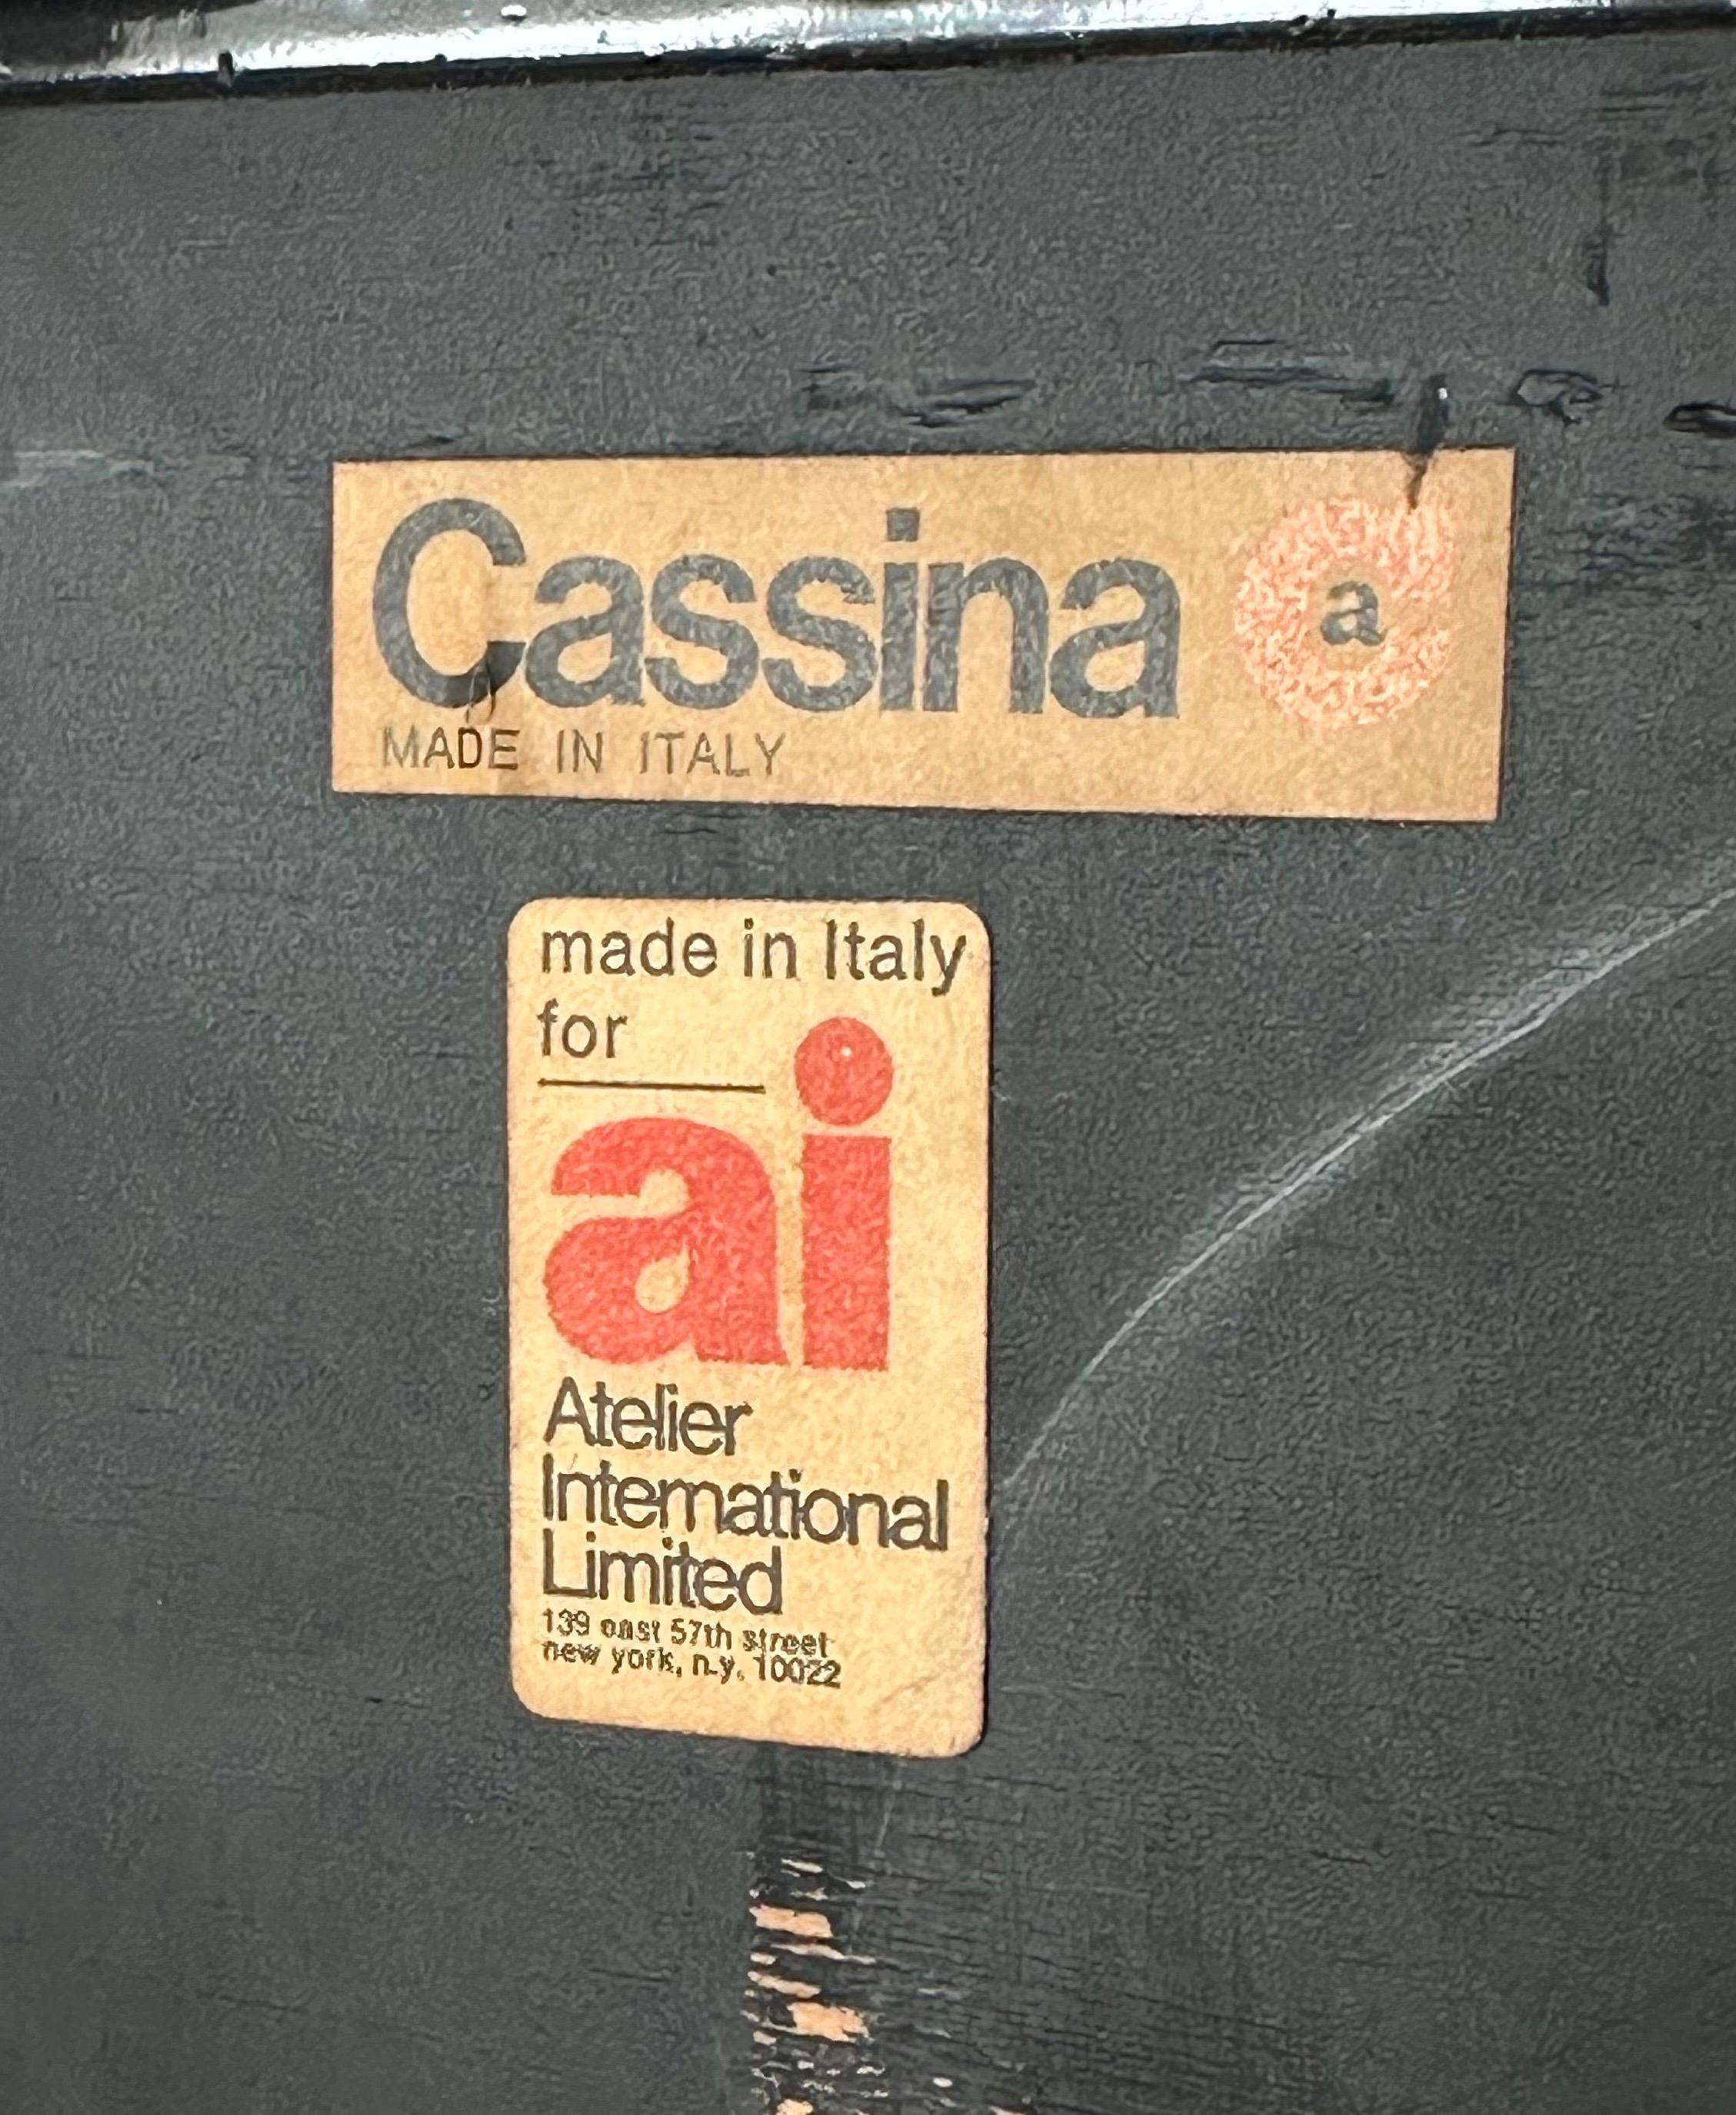 Cassina a
MADE IN ITALY
made in Italy
for
ai
Atelier
International
Limited
139 east 57th street
new york, n.y. 10022